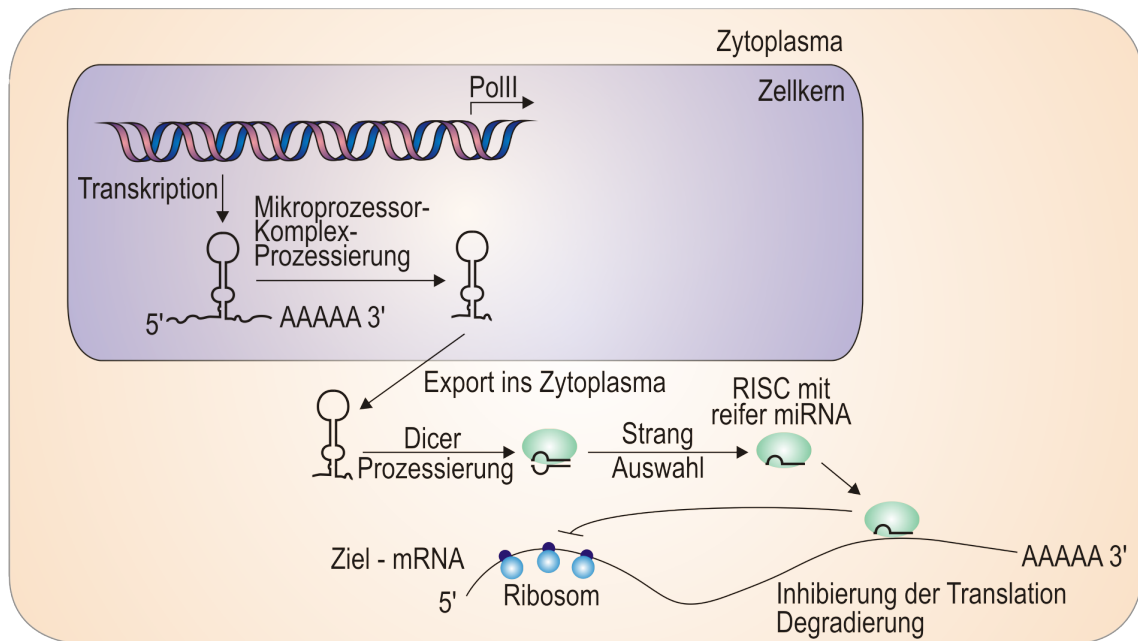 Zytoplasma
Zellkern
PolII
Transkription
Mikroprozessor-
Komplex-
Prozessierung
5'
AAAAA 3'
Export ins Zytoplasma
RISC mit
reifer miRNA
Dicer
Prozessierung
Strang
Auswahl
Ziel - mRNA
5'
Ribosom
AAAAA 3'
Inhibierung der Translation
Degradierung